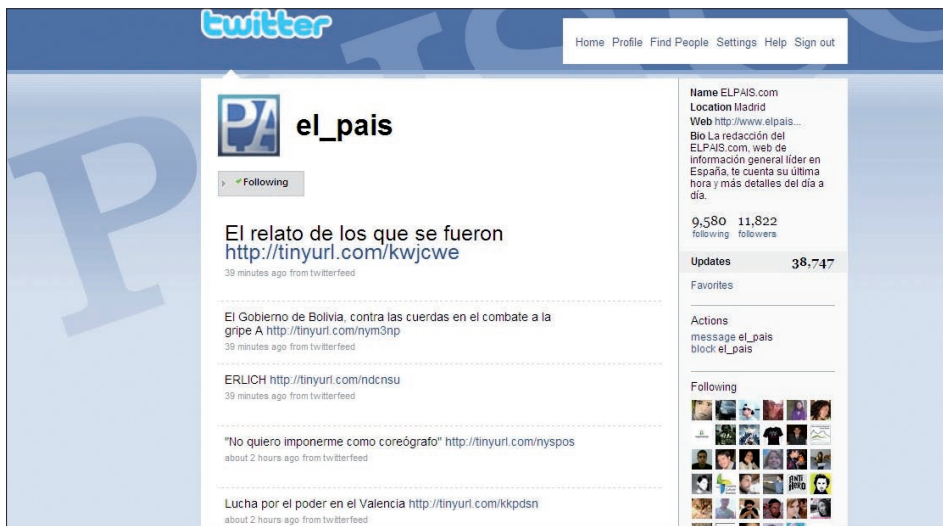 twitter
Home Profile Find People Settings Help Sign out
PA el_pais
Following
El relato de los que se fueron
http://tinyurl.com/kwjcwe
39 minutes ago from twitterfeed
El Gobierno de Bolivia, contra las cuerdas en el combate a la
gripe A http://tinyurl.com/nym3np
39 minutes ago from twitterfeed
ERLICH http://tinyurl.com/ndcnsu
39 minutes ago from twitterfeed
"No quiero imponerme como coreógrafo" http://tinyurl.com/nyspos
about 2 hours ago from twitterfeed
Lucha por el poder en el Valencia http://tinyurl.com/kkpdsn
about 2 hours ago from twitterfeed
Name ELPAIS.com
Location Madrid
Web http://www.elpais...
Bio La redacción del
ELPAIS.com, web de
información general líder en
España, te cuenta su última
hora y más detalles del día a
día.
9,580 11,822
following followers
Updates 38,747
Favorites
Actions
message el_pais
block el_pais
Following
ANTI
HERO